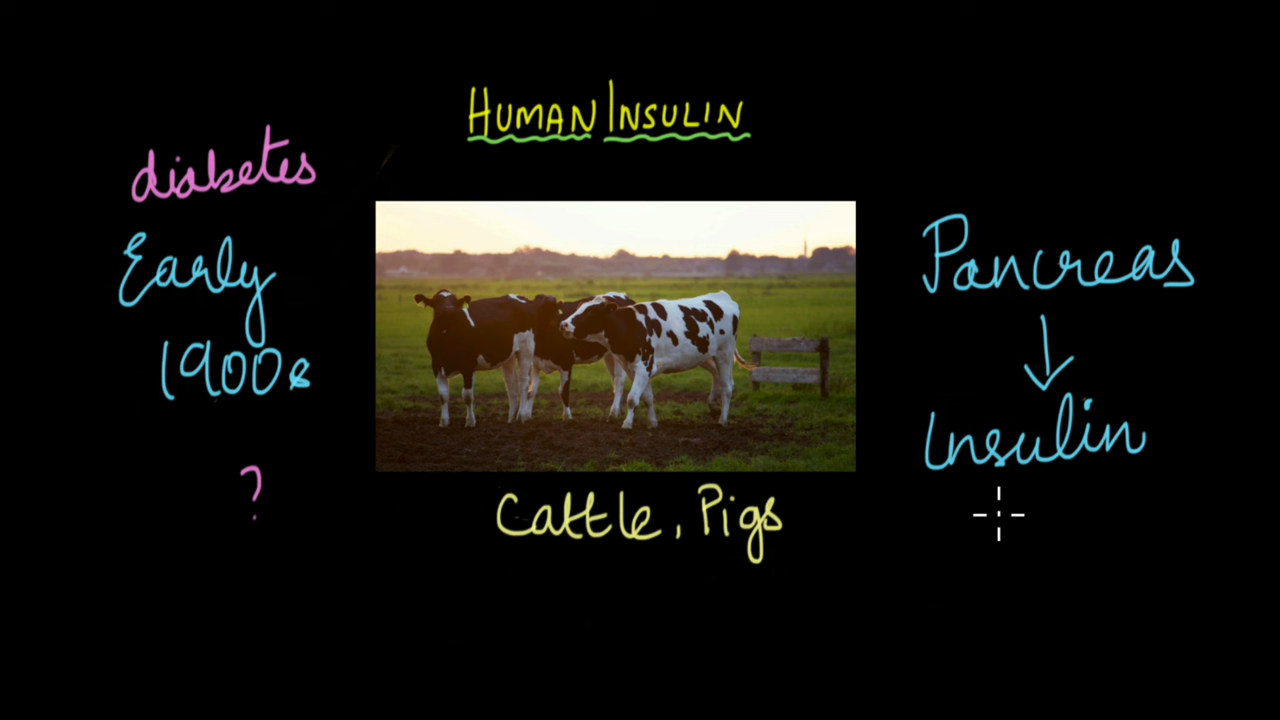 HUMAN INSULIN
diabetes
Early
1900s
?
Cattle, Pigs
Pancreas
↓
Insulin